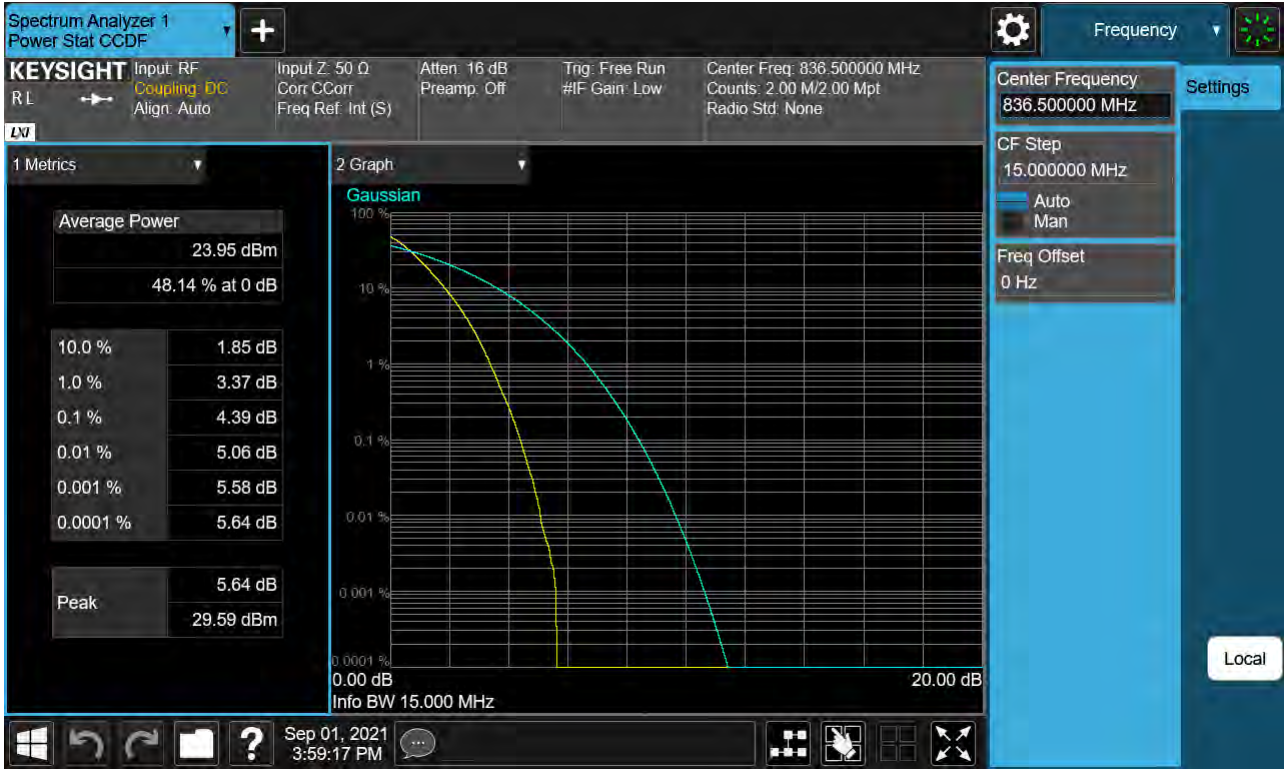 Spectrum Analyzer 1
Power Stat CCDF
+
Frequency
KEYSIGHT
RL
LXI
Input: RF
Coupling: DC
Align: Auto
Input Z: 50 Ω
Corr CCorr
Freq Ref: Int (S)
Atten: 16 dB
Preamp: Off
Trig: Free Run
#IF Gain: Low
Center Freq: 836.500000 MHz
Counts: 2.00 M/2.00 Mpt
Radio Std: None
Center Frequency
836.500000 MHz
Settings
CF Step
15.000000 MHz
Auto
Man
Freq Offset
0 Hz
1 Metrics
Average Power
23.95 dBm
48.14 % at 0 dB
10.0 % 1.85 dB
1.0 % 3.37 dB
0.1 % 4.39 dB
0.01 % 5.06 dB
0.001 % 5.58 dB
0.0001 % 5.64 dB
Peak
5.64 dB
29.59 dBm
2 Graph
Gaussian
100 %
10 %
1 %
0.1 %
0.01 %
0.001 %
0.0001 %
0.00 dB 20.00 dB
Info BW 15.000 MHz
Local
?
Sep 01, 2021
3:59:17 PM